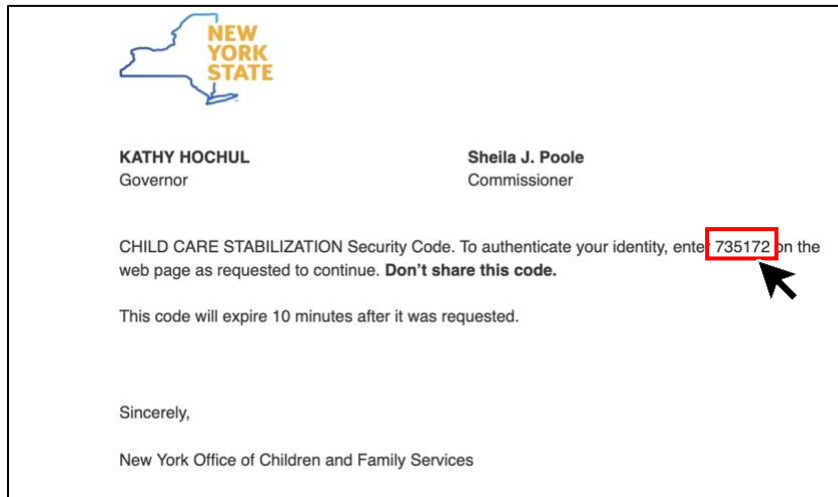 NEW
YORK
STATE
KATHY HOCHUL
Sheila J. Poole
Governor
Commissioner
CHILD CARE STABILIZATION Security Code. To authenticate your identity, enter 735172 on the
web page as requested to continue. Don't share this code.
This code will expire 10 minutes after it was requested.
Sincerely,
New York Office of Children and Family Services